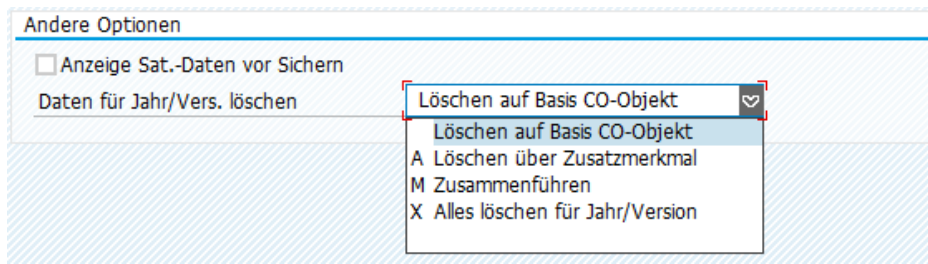 Andere Optionen
Anzeige Sat.-Daten vor Sichern
Daten für Jahr/Vers. löschen Löschen auf Basis CO-Objekt
Löschen auf Basis CO-Objekt
A Löschen über Zusatzmerkmal
M Zusammenführen
X Alles löschen für Jahr/Version